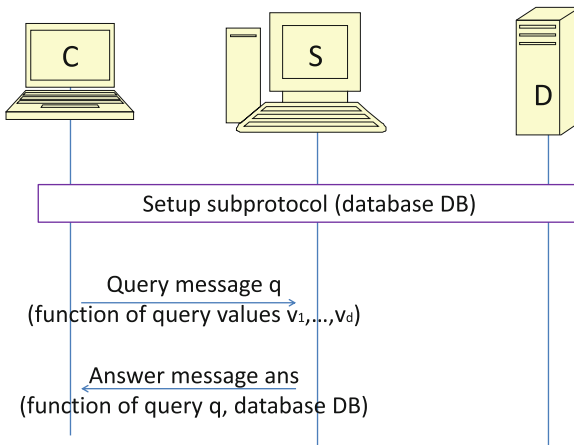 C
S
D
Setup subprotocol (database DB)
Query message q
(function of query values v₁,...,v_d)
Answer message ans
(function of query q, database DB)